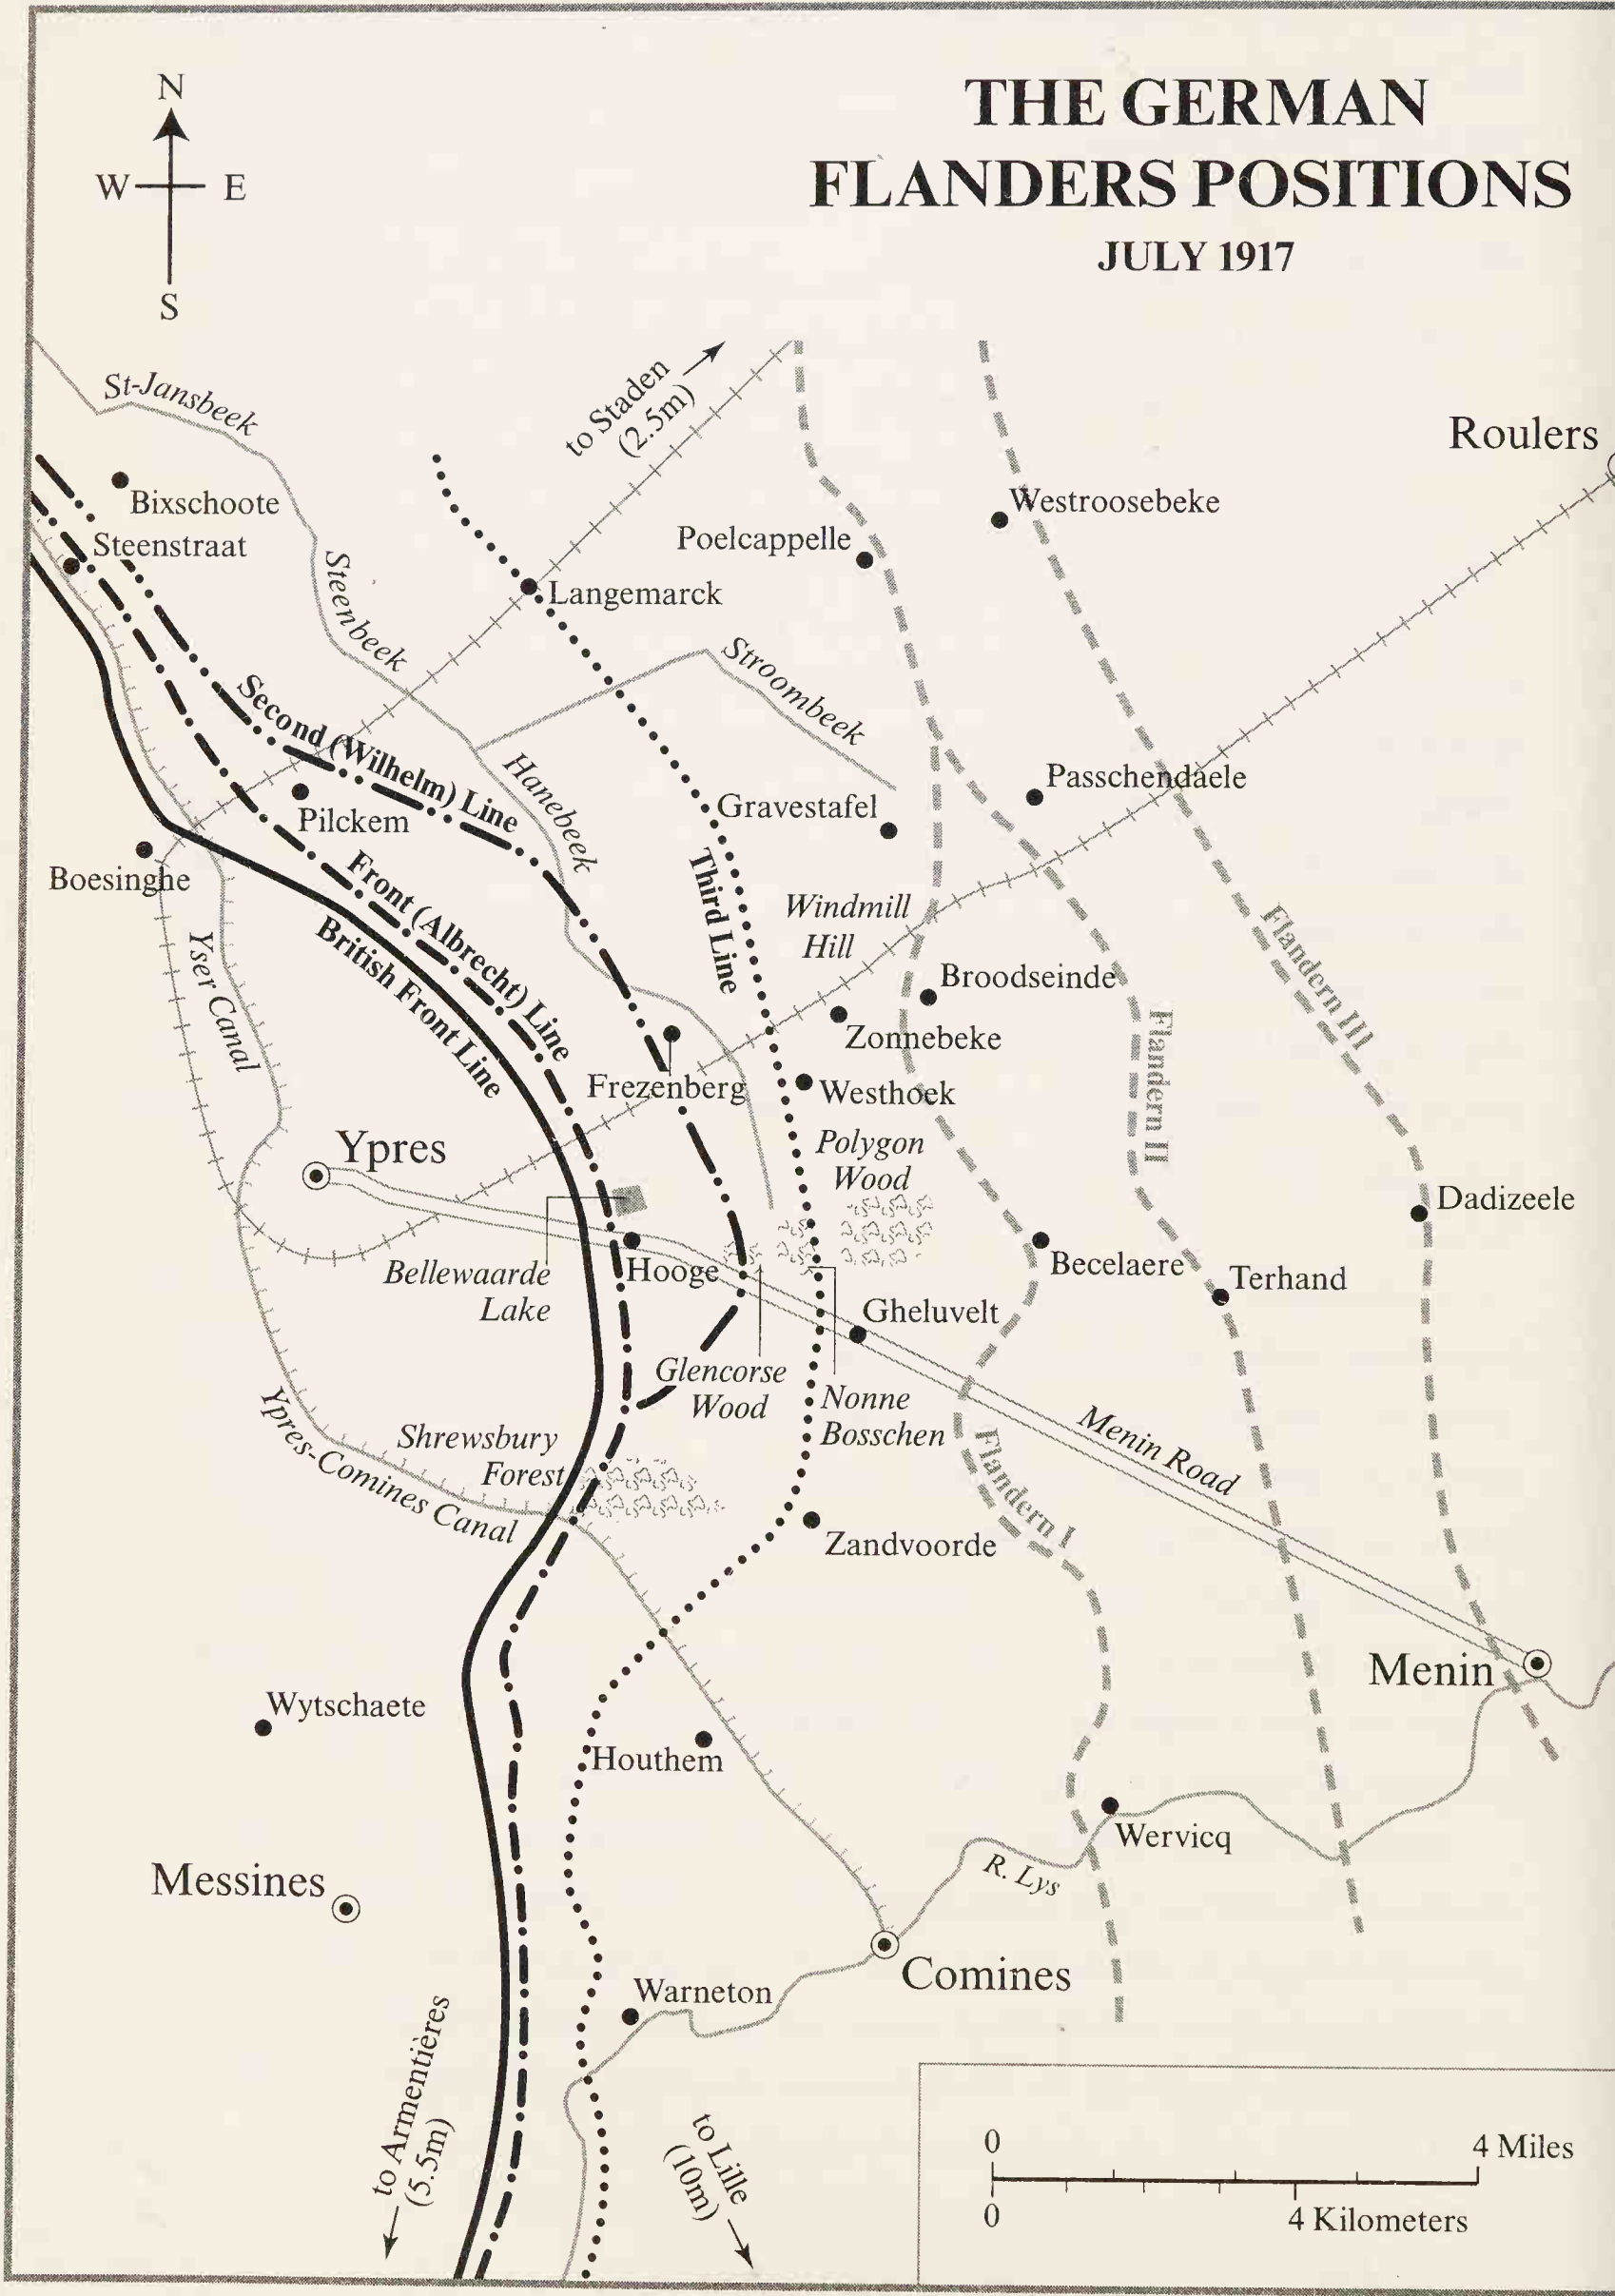 THE GERMAN
FLANDERS POSITIONS
JULY 1917
N
W
E
S
St-Jansbeek
to Staden
(2.5m)
Roulers
Bixschoote
Westroosebeke
Steenstraat
Poelcappelle
Steenbeek
Langemarck
Stroombeek
Second (Wilhelm) Line
Hanebeek
Passchendaele
Pilckem
Gravestafel
Boesinghe
Front (Albrecht) Line
Third Line
Windmill
Hill
Flandern III
British Front Line
Yser Canal
Broodseinde
Zonnebeke
Flandern II
Frezenberg
Westhoek
Ypres
Polygon
Wood
Dadizeele
Bellewaarde
Lake
Hooge
Becelaere
Terhand
Gheluvelt
Glencorse
Wood
Nonne
Bosschen
Menin Road
Ypres-Comines Canal
Shrewsbury
Forest
Flandern I
Zandvoorde
Menin
Wytschaete
Houthem
Wervicq
R. Lys
Messines
Comines
Warneton
to Armentières
(5.5m)
to Lille
(10m)
0
4 Miles
0
4 Kilometers